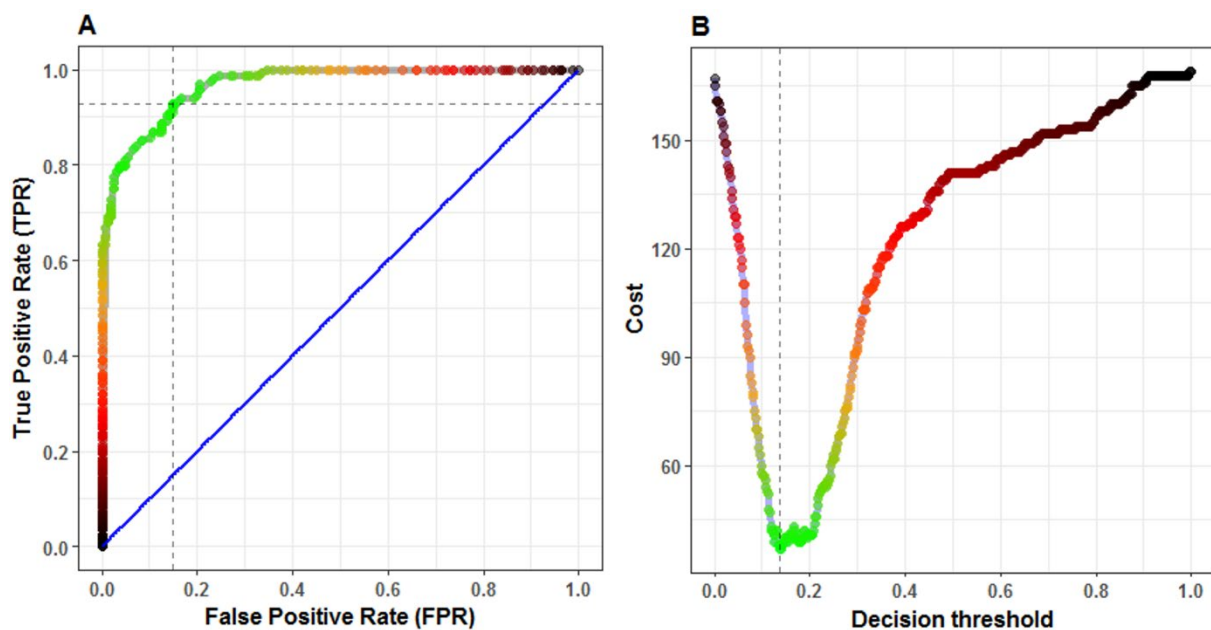 A
True Positive Rate (TPR)
1.0
0.8
0.6
0.4
0.2
0.0
0.0 0.2 0.4 0.6 0.8 1.0
False Positive Rate (FPR)
B
Cost
150
120
90
60
0.0 0.2 0.4 0.6 0.8 1.0
Decision threshold